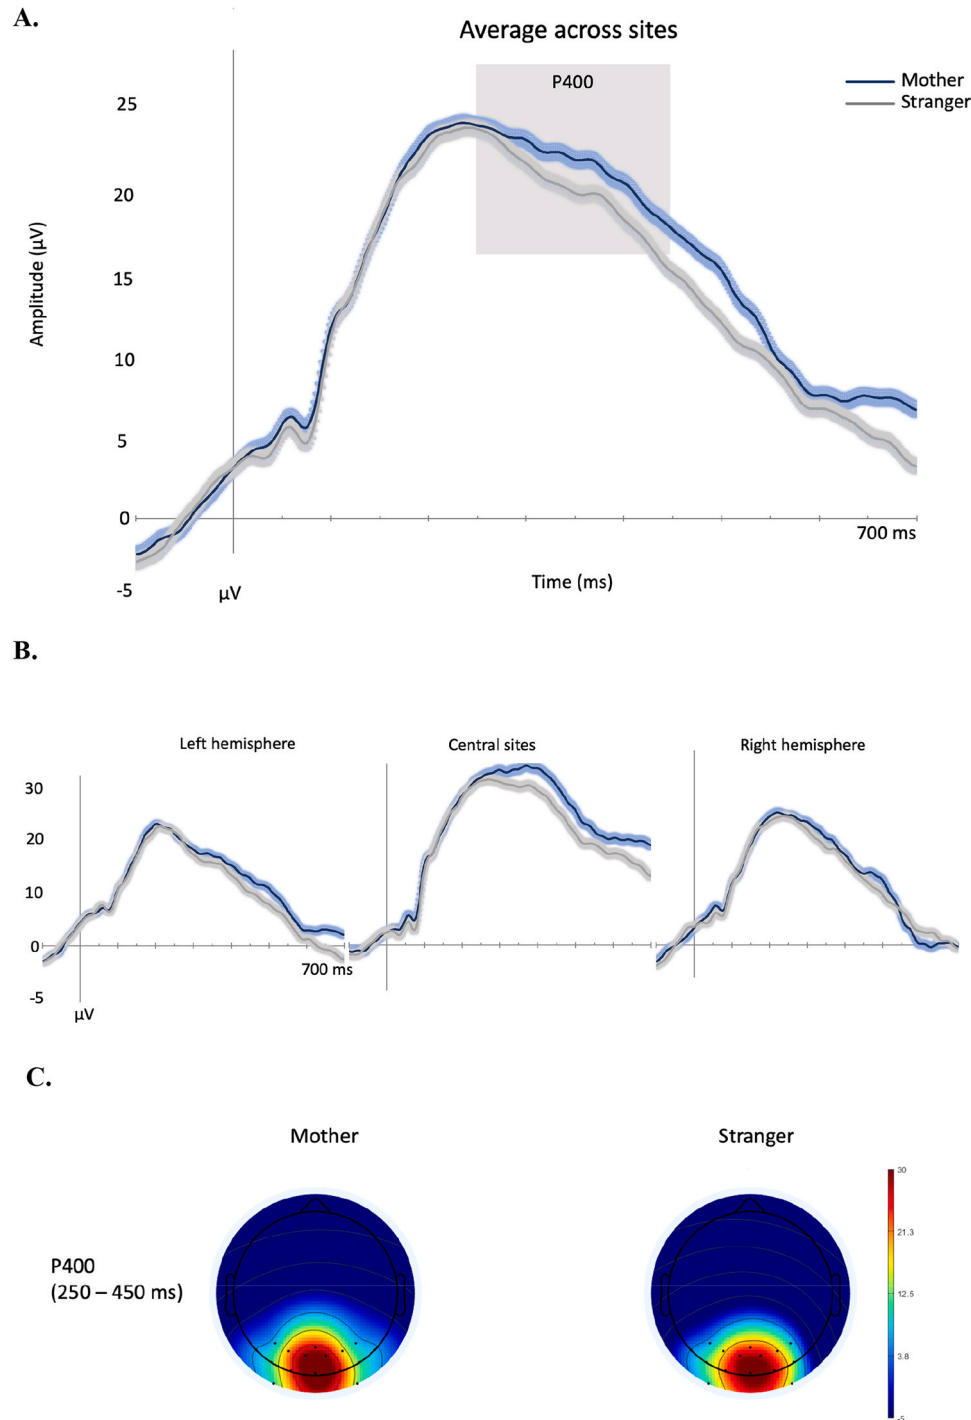 A.
Average across sites
P400
Mother
Stranger
25
20
15
10
5
0
-5
Amplitude (µV)
700 ms
Time (ms)
µV
B.
Left hemisphere
Central sites
Right hemisphere
30
20
10
0
-5
700 ms
µV
C.
Mother
Stranger
P400
(250 – 450 ms)
30
21.3
12.5
3.8
-5